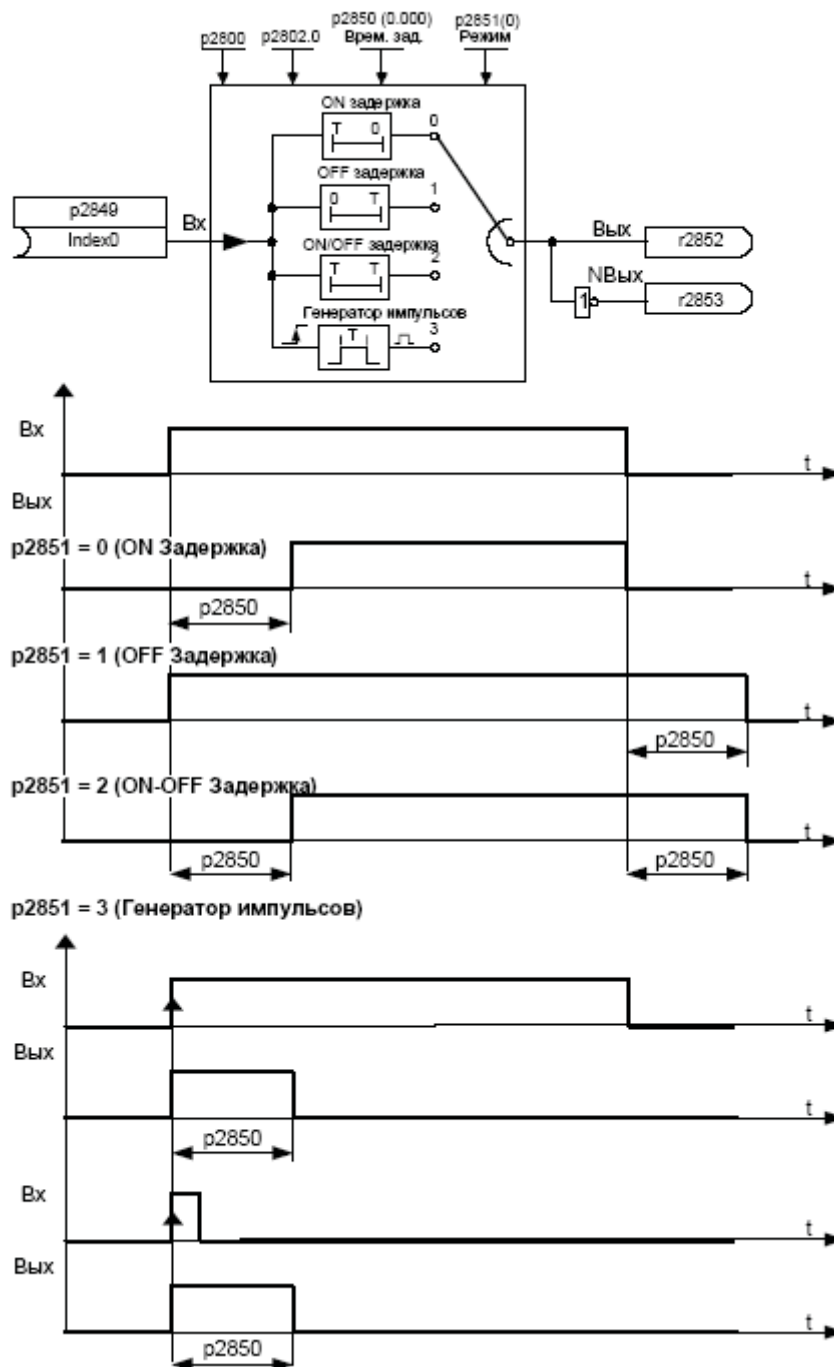 p2800
p2802.0
p2850 (0.000)
Врем. зад.
p2851(0)
Режим
ON задержка
T 0
0
OFF задержка
0 T
1
p2849
Index0
Вх
ON/OFF задержка
T T
2
Генератор импульсов
T
3
Вых
r2852
NВых
1
r2853
Вх
t
Вых
p2851 = 0 (ON Задержка)
t
p2850
p2851 = 1 (OFF Задержка)
t
p2850
p2851 = 2 (ON-OFF Задержка)
t
p2850
p2850
p2851 = 3 (Генератор импульсов)
Вх
t
Вых
t
p2850
Вх
t
Вых
t
p2850